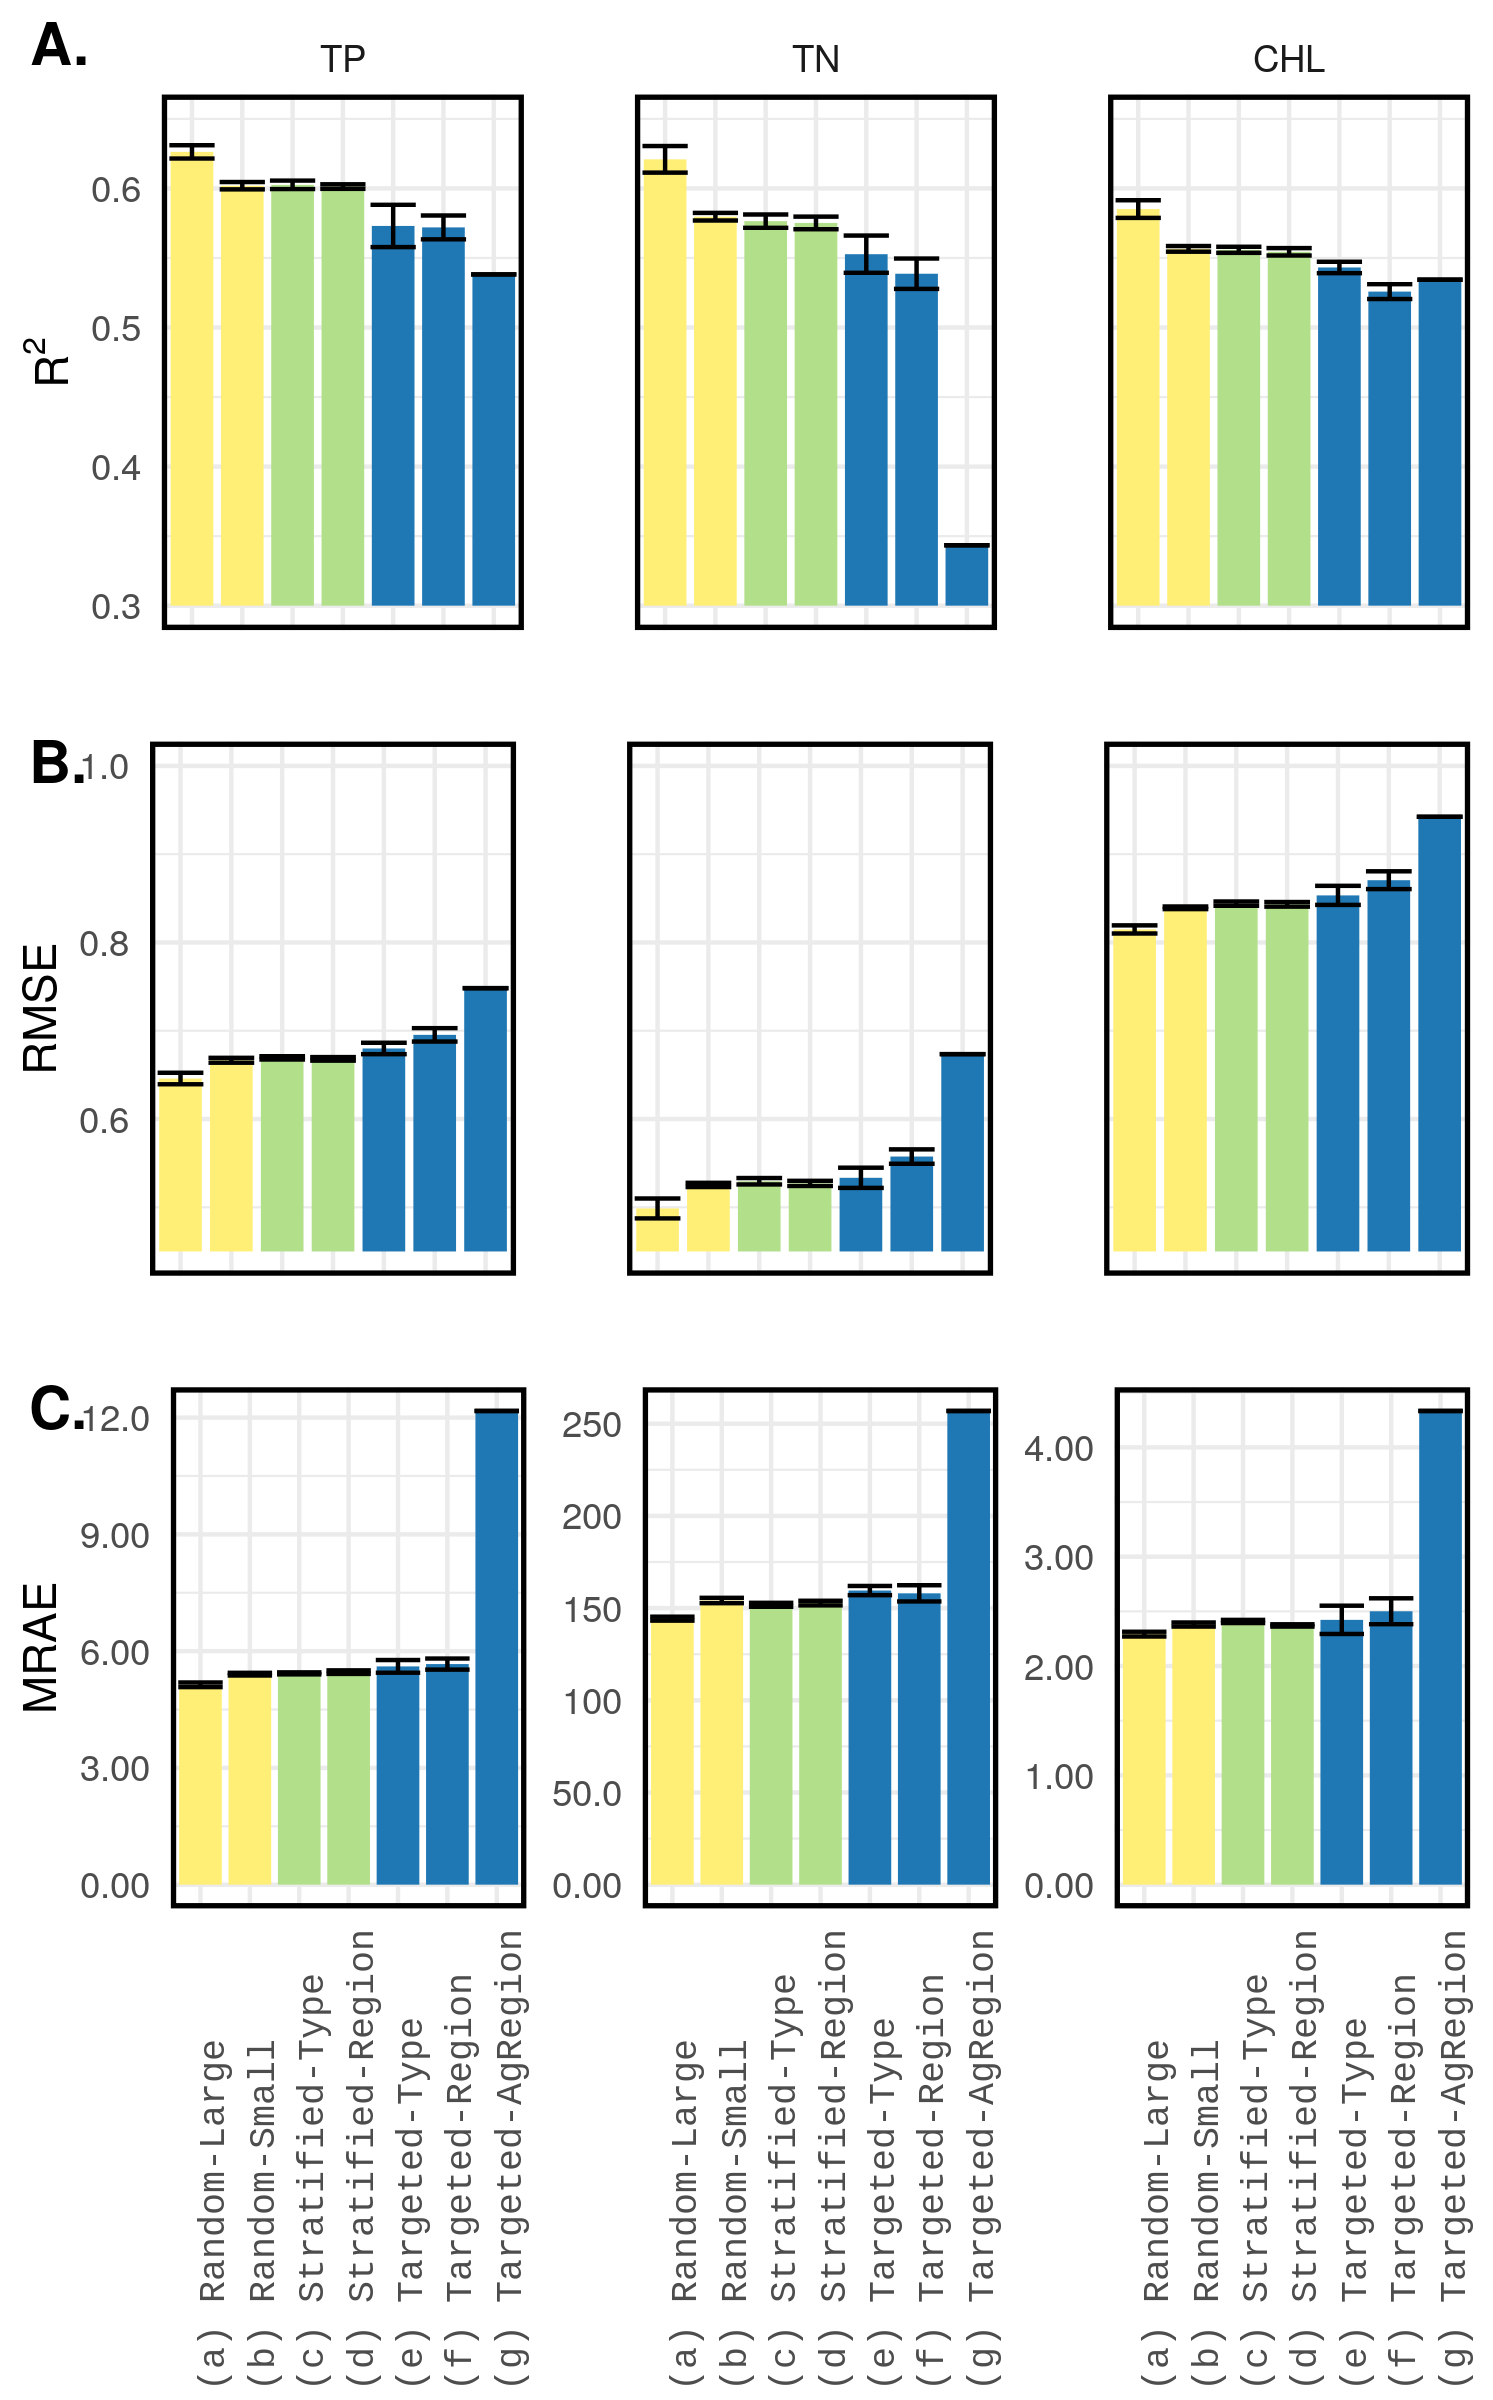 A.
TP
TN
CHL
R²
0.6
0.5
0.4
0.3
B.
RMSE
1.0
0.8
0.6
C.
MRAE
12.0
9.00
6.00
3.00
0.00
250
200
150
100
50.0
0.00
4.00
3.00
2.00
1.00
0.00
(a) Random-Large
(b) Random-Small
(c) Stratified-Type
(d) Stratified-Region
(e) Targeted-Type
(f) Targeted-Region
(g) Targeted-AgRegion
(a) Random-Large
(b) Random-Small
(c) Stratified-Type
(d) Stratified-Region
(e) Targeted-Type
(f) Targeted-Region
(g) Targeted-AgRegion
(a) Random-Large
(b) Random-Small
(c) Stratified-Type
(d) Stratified-Region
(e) Targeted-Type
(f) Targeted-Region
(g) Targeted-AgRegion